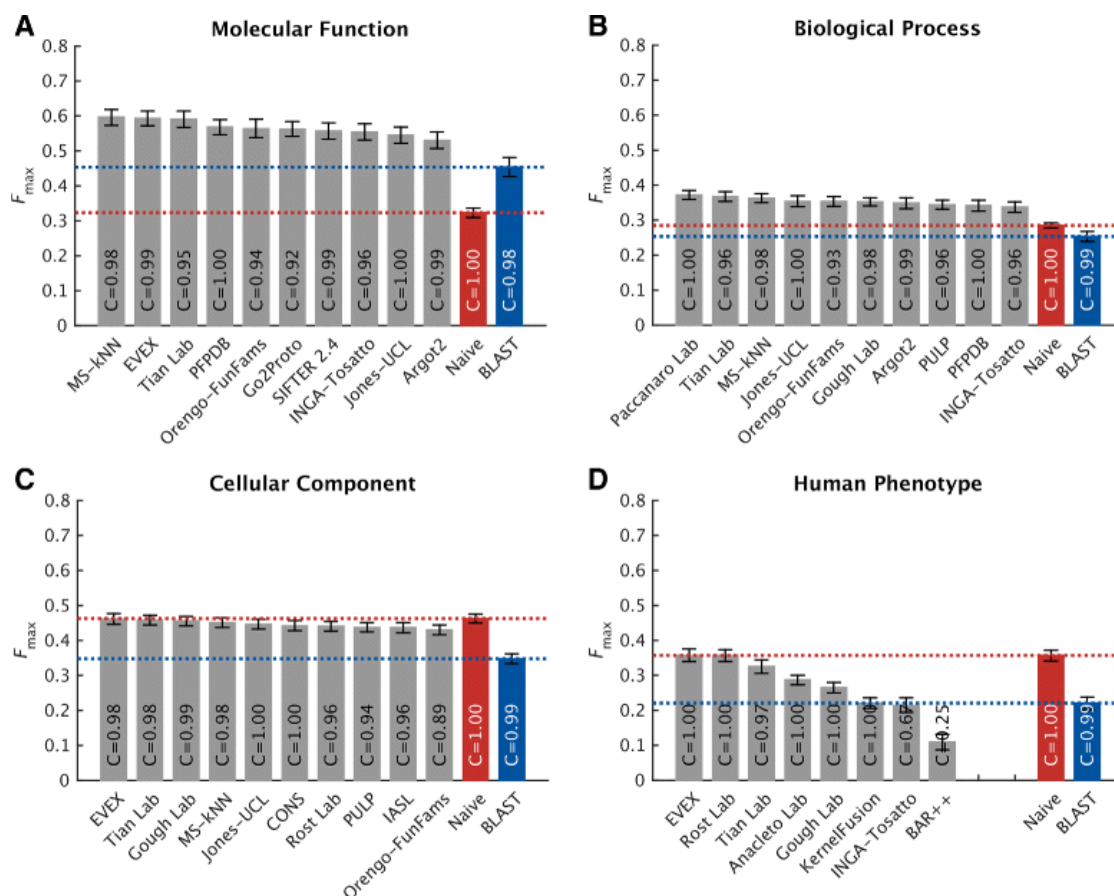 A
Molecular Function
0.8
0.7
0.6
0.5
0.4
0.3
0.2
0.1
0
Fmax
C=0.98
C=0.99
C=0.95
C=1.00
C=0.94
C=0.92
C=0.99
C=0.96
C=1.00
C=0.99
C=1.00
C=0.98
MS-kNN
EVEX
Tian Lab
PFPDB
Orengo-FunFams
Go2Proto
SIFTER 2.4
INGA-Tosatto
Jones-UCL
Argot2
Naive
BLAST
B
Biological Process
0.8
0.7
0.6
0.5
0.4
0.3
0.2
0.1
0
Fmax
C=1.00
C=0.96
C=0.98
C=1.00
C=0.93
C=0.98
C=0.99
C=0.96
C=1.00
C=0.96
C=1.00
C=0.99
Paccanaro Lab
Tian Lab
MS-kNN
Jones-UCL
Orengo-FunFams
Gough Lab
Argot2
PULP
PFPDB
INGA-Tosatto
Naive
BLAST
C
Cellular Component
0.8
0.7
0.6
0.5
0.4
0.3
0.2
0.1
0
Fmax
C=0.98
C=0.98
C=0.99
C=0.98
C=1.00
C=1.00
C=0.96
C=0.94
C=0.96
C=0.89
C=1.00
C=0.99
EVEX
Tian Lab
Gough Lab
MS-kNN
Jones-UCL
CONS
Rost Lab
PULP
IASL
Orengo-FunFams
Naive
BLAST
D
Human Phenotype
0.8
0.7
0.6
0.5
0.4
0.3
0.2
0.1
0
Fmax
C=1.00
C=1.00
C=0.97
C=1.00
C=1.00
C=1.00
C=0.67
C=0.25
C=1.00
C=0.99
EVEX
Rost Lab
Tian Lab
Anacleto Lab
Gough Lab
KernelFusion
INGA-Tosatto
BAR++
Naive
BLAST